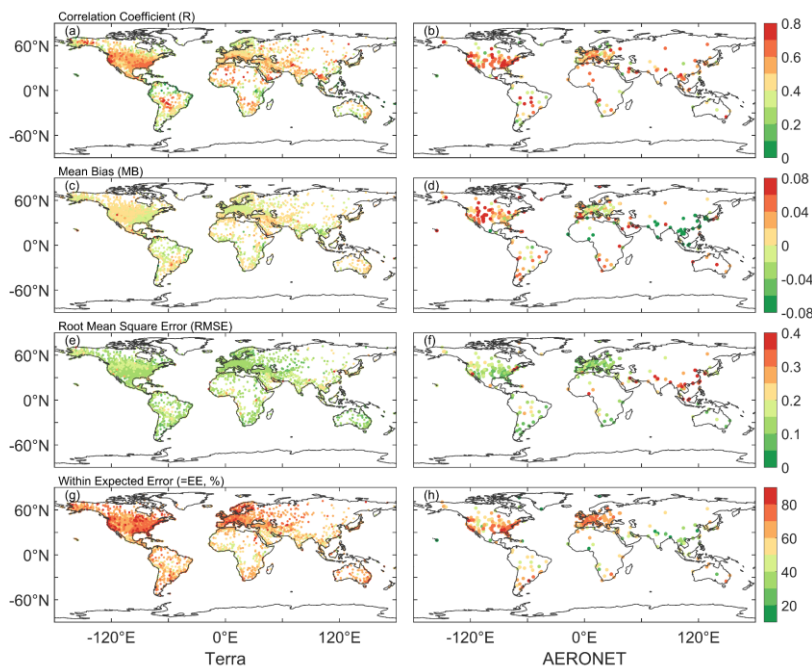 Correlation Coefficient (R)
(a)
(b)
60°N
0°N
-60°N
0.8
0.6
0.4
0.2
0
Mean Bias (MB)
(c)
(d)
60°N
0°N
-60°N
0.08
0.04
0
-0.04
-0.08
Root Mean Square Error (RMSE)
(e)
(f)
60°N
0°N
-60°N
0.4
0.3
0.2
0.1
0
Within Expected Error (=EE, %)
(g)
(h)
60°N
0°N
-60°N
80
60
40
20
-120°E 0°E 120°E -120°E 0°E 120°E
Terra AERONET